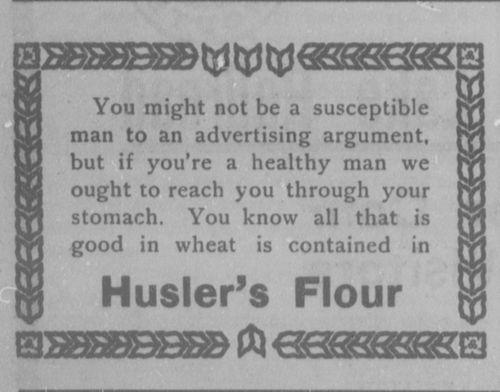 You might not be a susceptible
man to an advertising argument,
but if you're a healthy man we
ought to reach you through your
stomach. You know all that is
good in wheat is contained in
Husler's Flour